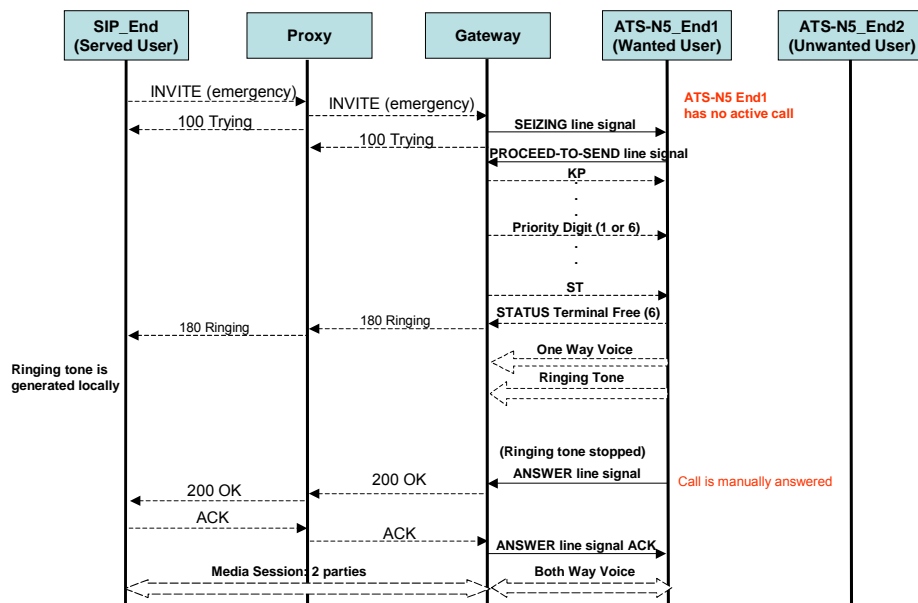 SIP_End
(Served User)
Proxy
Gateway
ATS-N5_End1
(Wanted User)
ATS-N5_End2
(Unwanted User)
INVITE (emergency)
INVITE (emergency)
ATS-N5 End1
has no active call
100 Trying
SEIZING line signal
100 Trying
PROCEED-TO-SEND line signal
KP
.
.
.
Priority Digit (1 or 6)
.
.
ST
STATUS Terminal Free (6)
180 Ringing
180 Ringing
One Way Voice
Ringing tone is
generated locally
Ringing Tone
(Ringing tone stopped)
ANSWER line signal
Call is manually answered
200 OK
200 OK
ACK
ACK
ANSWER line signal ACK
Media Session: 2 parties
Both Way Voice